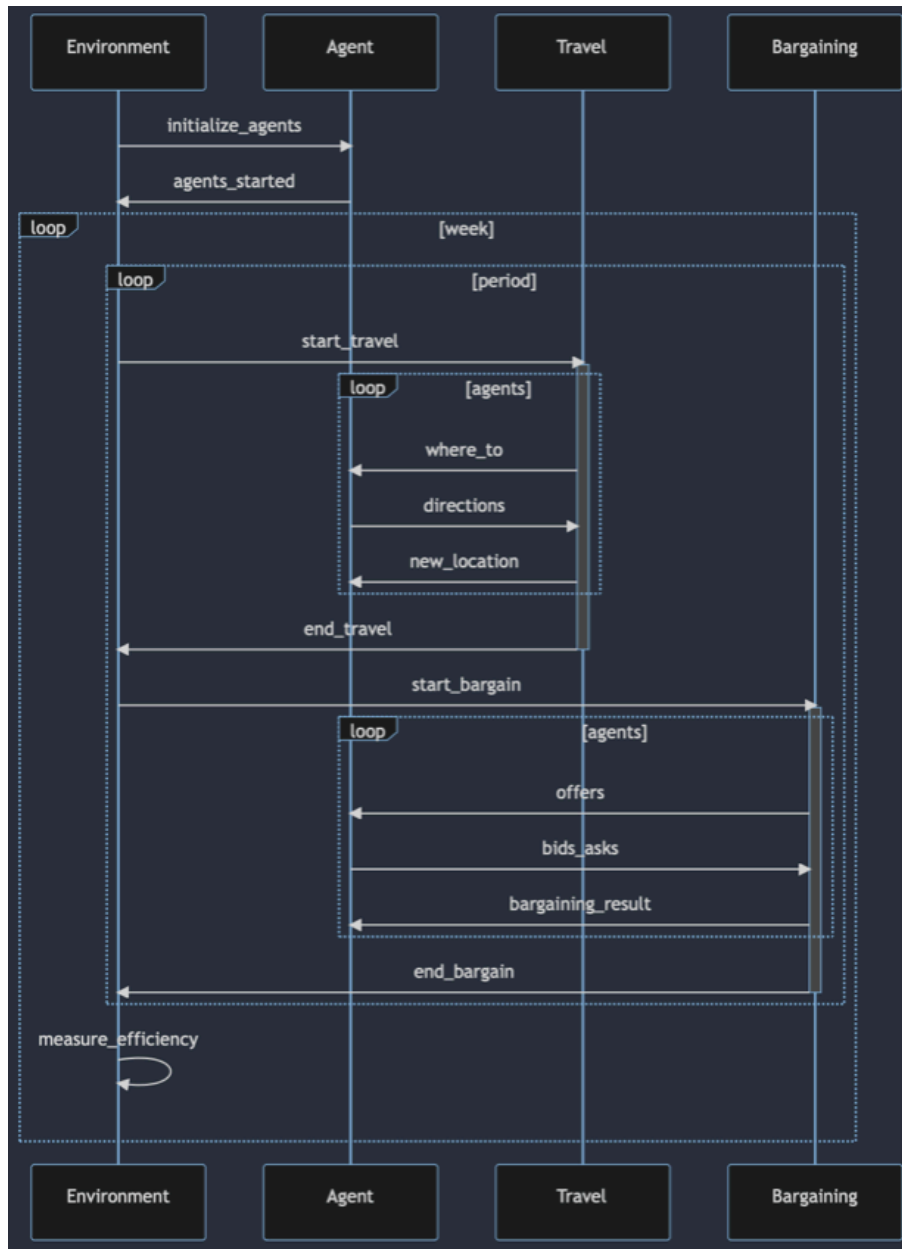 Environment Agent Travel Bargaining
initialize_agents
agents_started
loop [week]
loop [period]
start_travel
loop [agents]
where_to
directions
new_location
end_travel
start_bargain
loop [agents]
offers
bids_asks
bargaining_result
end_bargain
measure_efficiency
Environment Agent Travel Bargaining